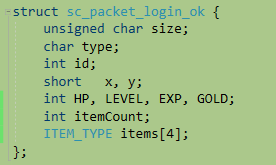 struct sc_packet_login_ok {
unsigned char size;
char type;
int id;
short x, y;
int HP, LEVEL, EXP, GOLD;
int itemCount;
ITEM_TYPE items[4];
};